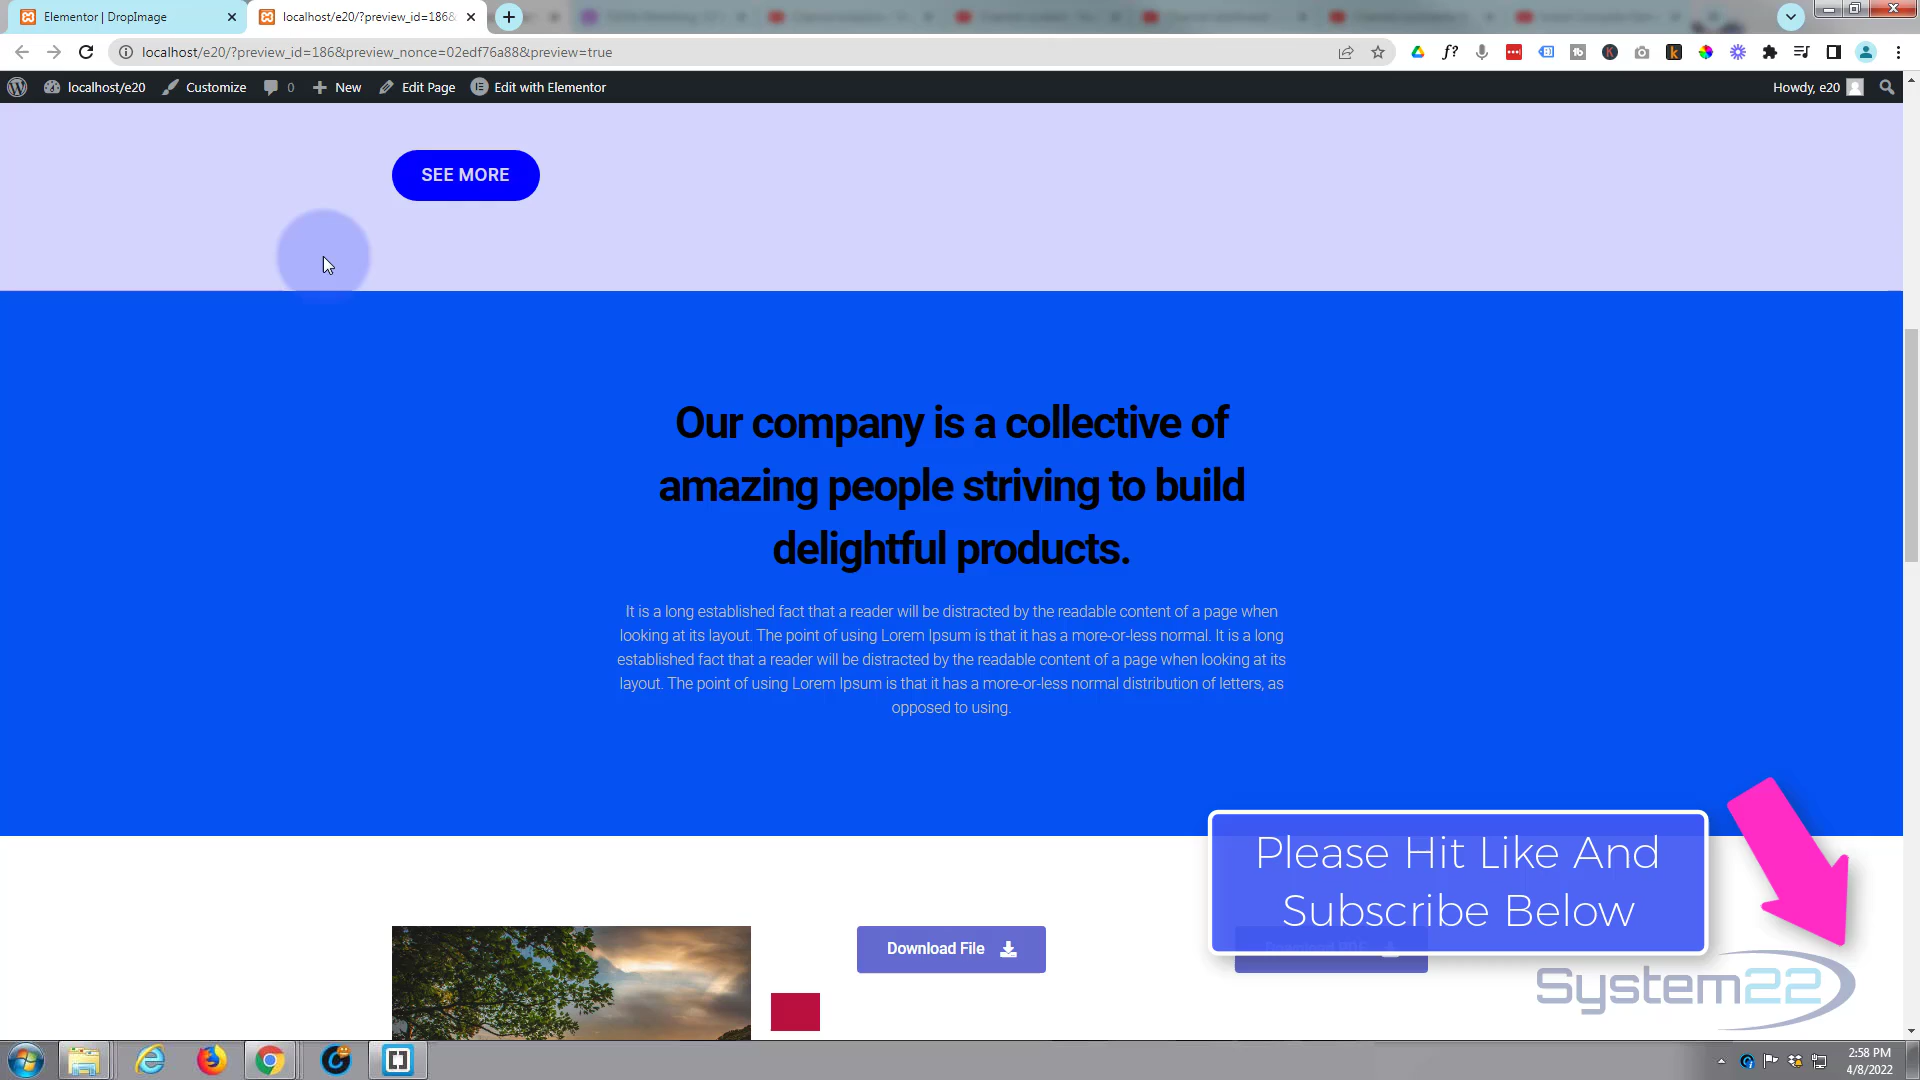 Elementor | DropImage
localhost/e20/?preview_id=186&
localhost/e20/?preview_id=186&preview_nonce=02edf76a88&preview=true
localhost/e20
Customize
0
New
Edit Page
Edit with Elementor
Howdy, e20
SEE MORE
Our company is a collective of
amazing people striving to build
delightful products.
It is a long established fact that a reader will be distracted by the readable content of a page when
looking at its layout. The point of using Lorem Ipsum is that it has a more-or-less normal. It is a long
established fact that a reader will be distracted by the readable content of a page when looking at its
layout. The point of using Lorem Ipsum is that it has a more-or-less normal distribution of letters, as
opposed to using.
Please Hit Like And
Subscribe Below
Download File
System22
2:58 PM
4/8/2022